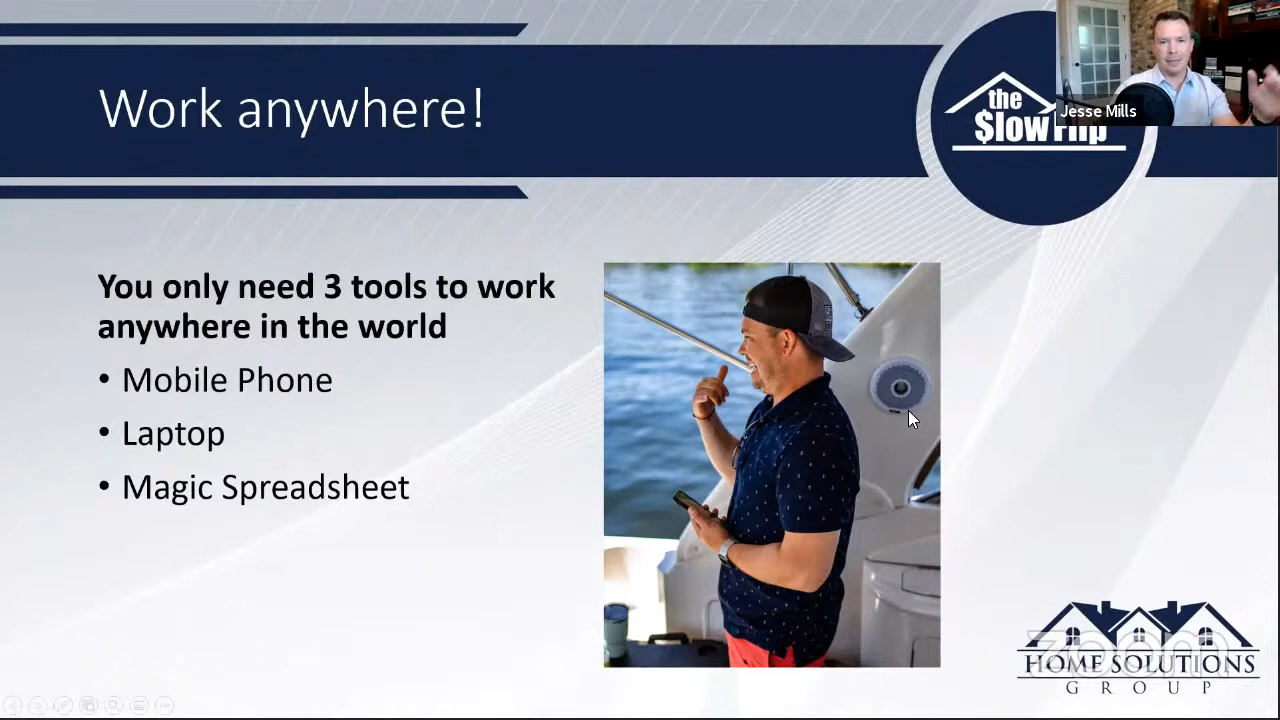 Work anywhere!
the
$low Flip
Jesse Mills
You only need 3 tools to work
anywhere in the world
• Mobile Phone
• Laptop
• Magic Spreadsheet
zoom
HOME SOLUTIONS
GROUP